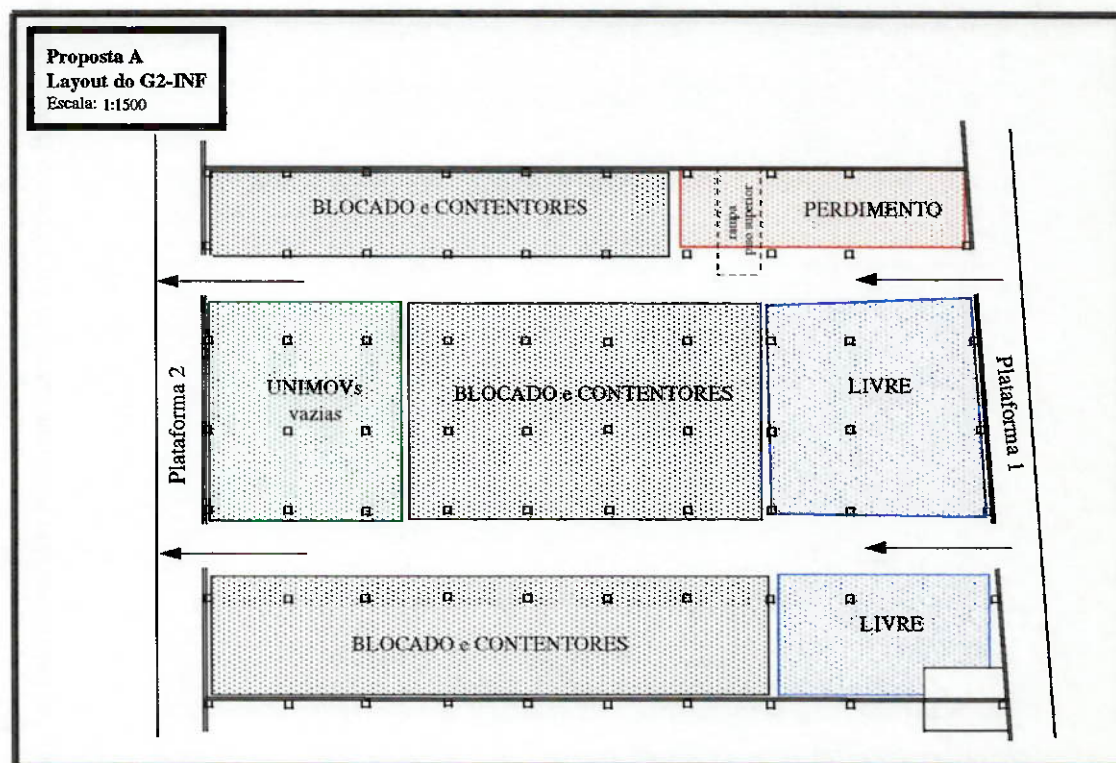 Proposta A
Layout do G2-INF
Escala: 1:1500
BLOCADO e CONTENTORES
rampa
piso superior
PERDIMENTO
Plataforma 2
UNIMOVs
vazias
BLOCADO e CONTENTORES
LIVRE
Plataforma 1
BLOCADO e CONTENTORES
LIVRE